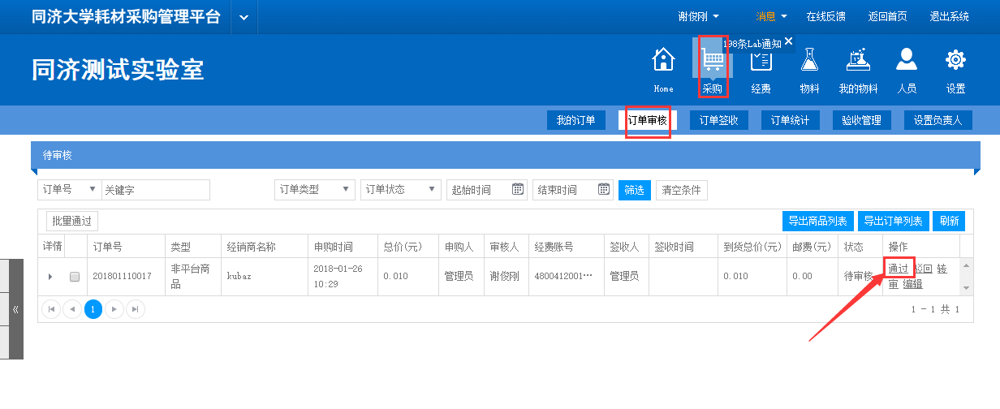 同济大学耗材采购管理平台
谢俊刚 消息 在线反馈 返回首页 退出系统
198条Lab通知
同济测试实验室
Home 采购 经费 物料 我的物料 人员 设置
我的订单 订单审核 订单签收 订单统计 验收管理 设置负责人
待审核
订单号 关键字 订单类型 订单状态 起始时间 结束时间 筛选 清空条件
批量通过 导出商品列表 导出订单列表 刷新
详情 订单号 类型 经销商名称 申购时间 总价(元) 申购人 审核人 经费账号 签收人 签收时间 到货总价(元) 邮费(元) 状态 操作
201801110017 非平台商品 kubaz 2018-01-26 10:29 0.010 管理员 谢俊刚 4800412001··· 管理员 0.010 0.00 待审核 通过 驳回 转审 编辑
1
1 - 1 共 1
«